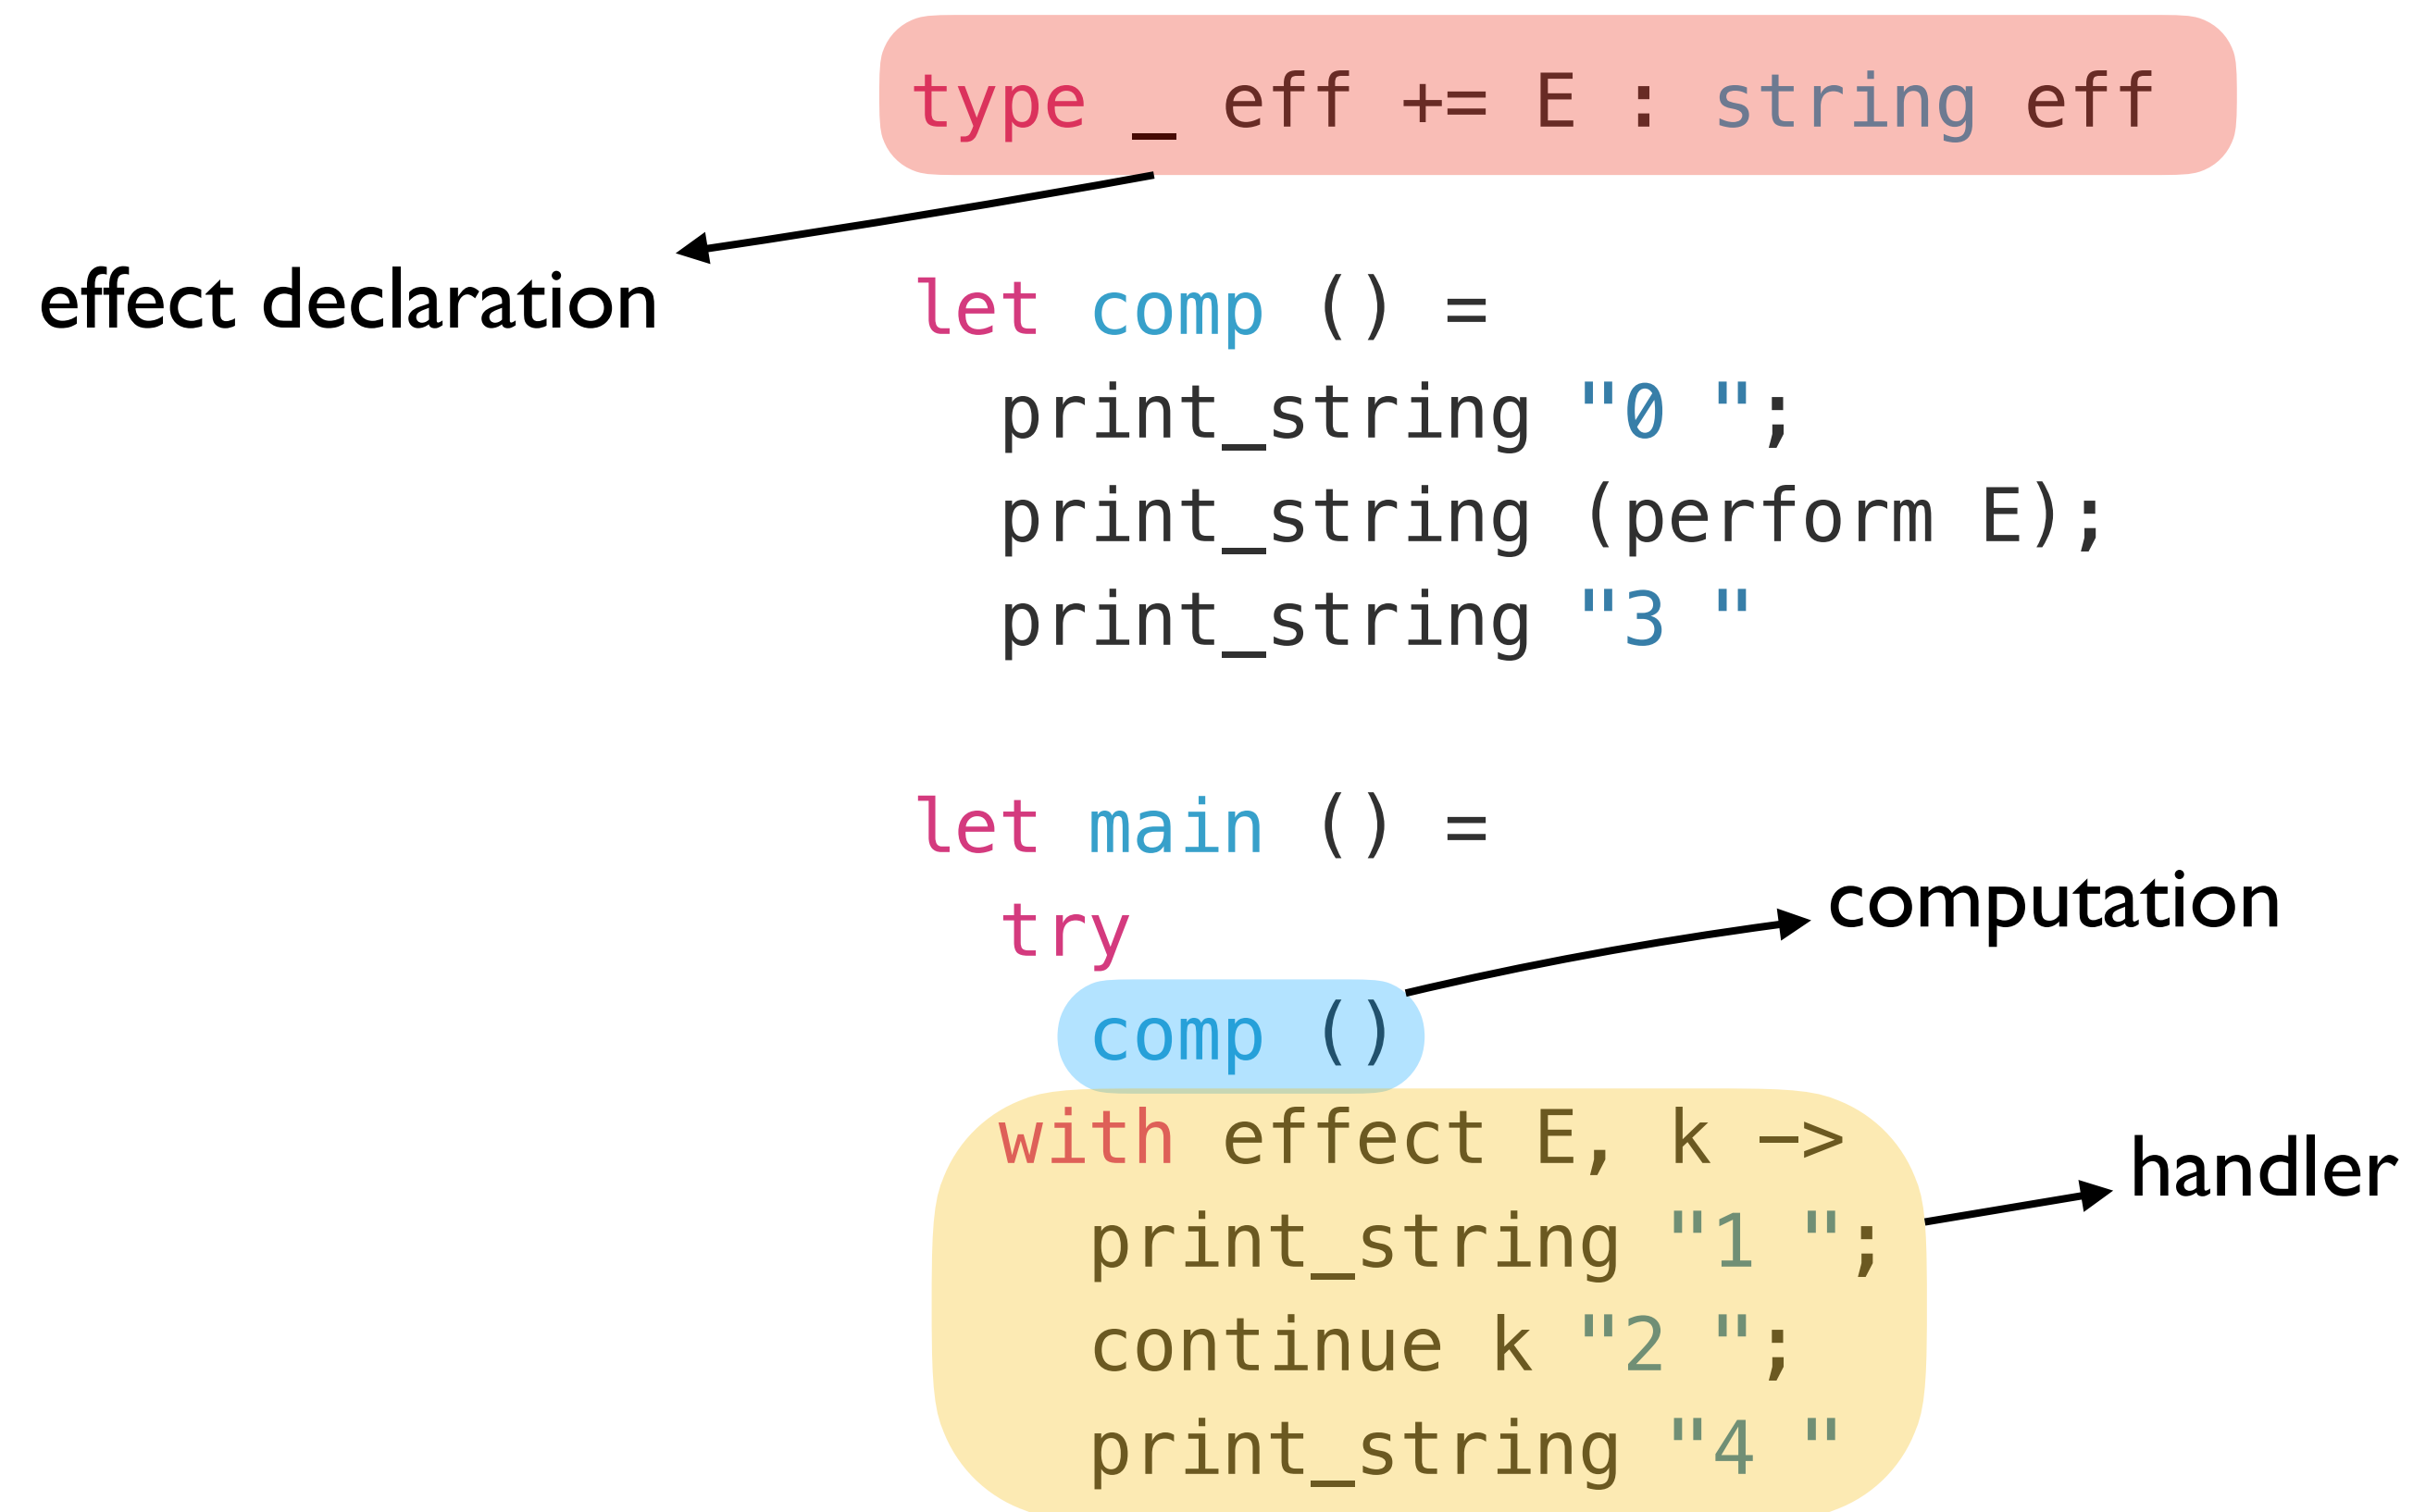 type _ eff += E : string eff
effect declaration
let comp () =
print_string "0 ";
print_string (perform E);
print_string "3 "
let main () =
try
computation
comp ()
with effect E, k ->
handler
print_string "1 ";
continue k "2 ";
print_string "4 "